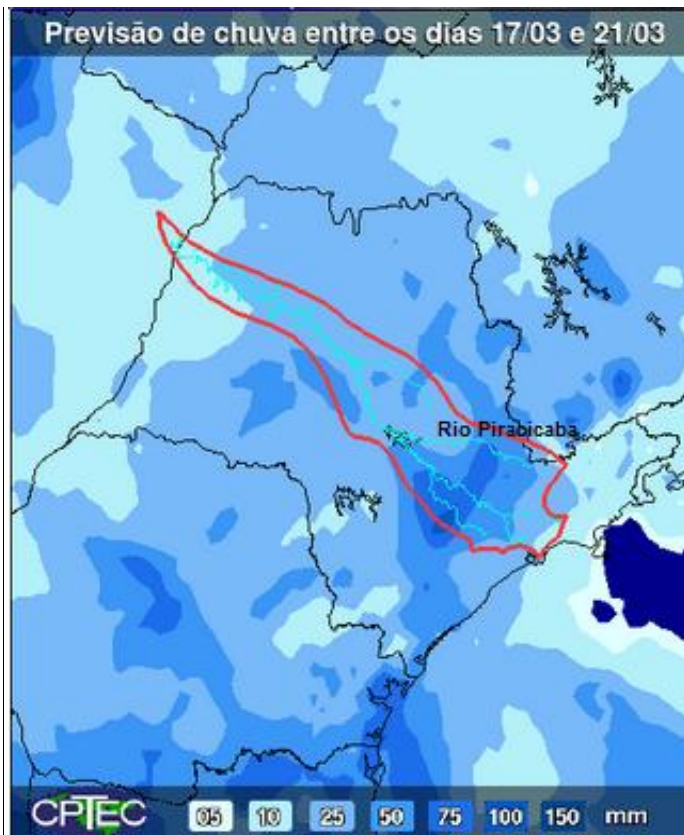 Previsão de chuva entre os dias 17/03 e 21/03
Rio Pirabicaba
CPTEC 05 10 25 50 75 100 150 mm